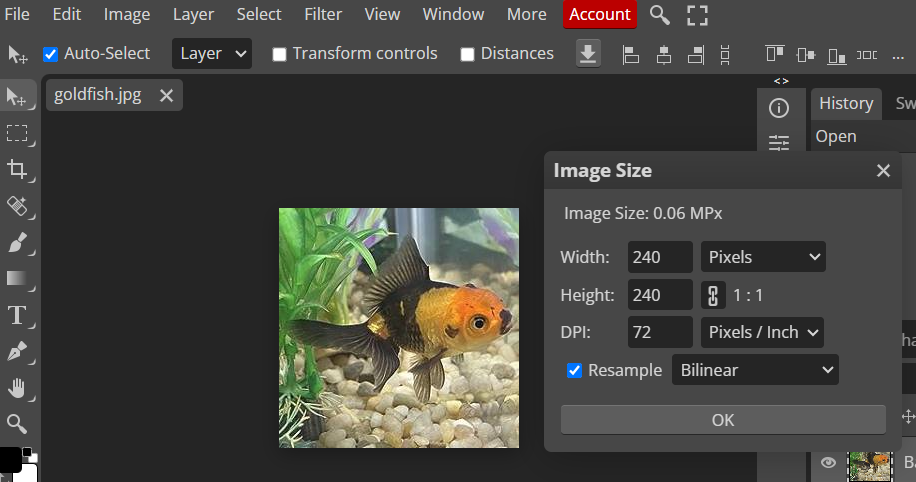 File Edit Image Layer Select Filter View Window More Account
Auto-Select Layer Transform controls Distances ...
goldfish.jpg
< >
History Sw
Open
Image Size
Image Size: 0.06 MPx
Width: 240 Pixels
Height: 240 1 : 1
DPI: 72 Pixels / Inch
Resample Bilinear
OK